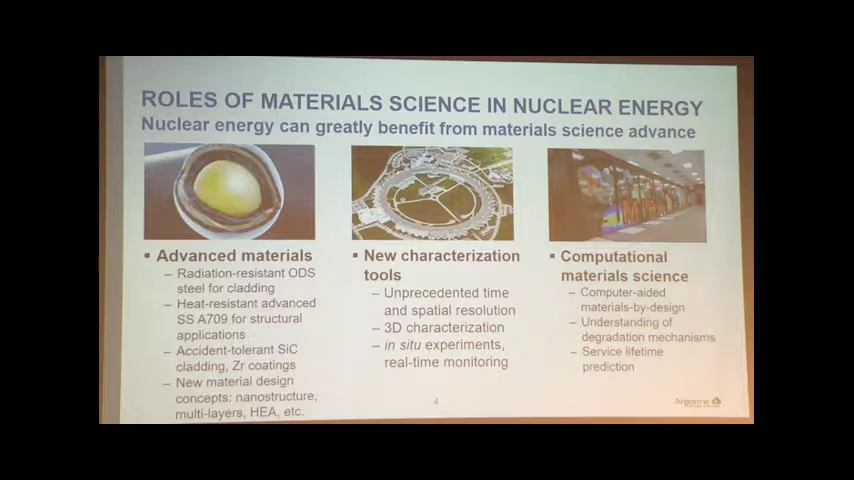 ROLES OF MATERIALS SCIENCE IN NUCLEAR ENERGY
Nuclear energy can greatly benefit from materials science advance
▪ Advanced materials
– Radiation-resistant ODS
steel for cladding
– Heat-resistant advanced
SS A709 for structural
applications
– Accident-tolerant SiC
cladding, Zr coatings
– New material design
concepts: nanostructure,
multi-layers, HEA, etc.
▪ New characterization
tools
– Unprecedented time
and spatial resolution
– 3D characterization
– in situ experiments,
real-time monitoring
▪ Computational
materials science
– Computer-aided
materials-by-design
– Understanding of
degradation mechanisms
– Service lifetime
prediction
4
Argonne